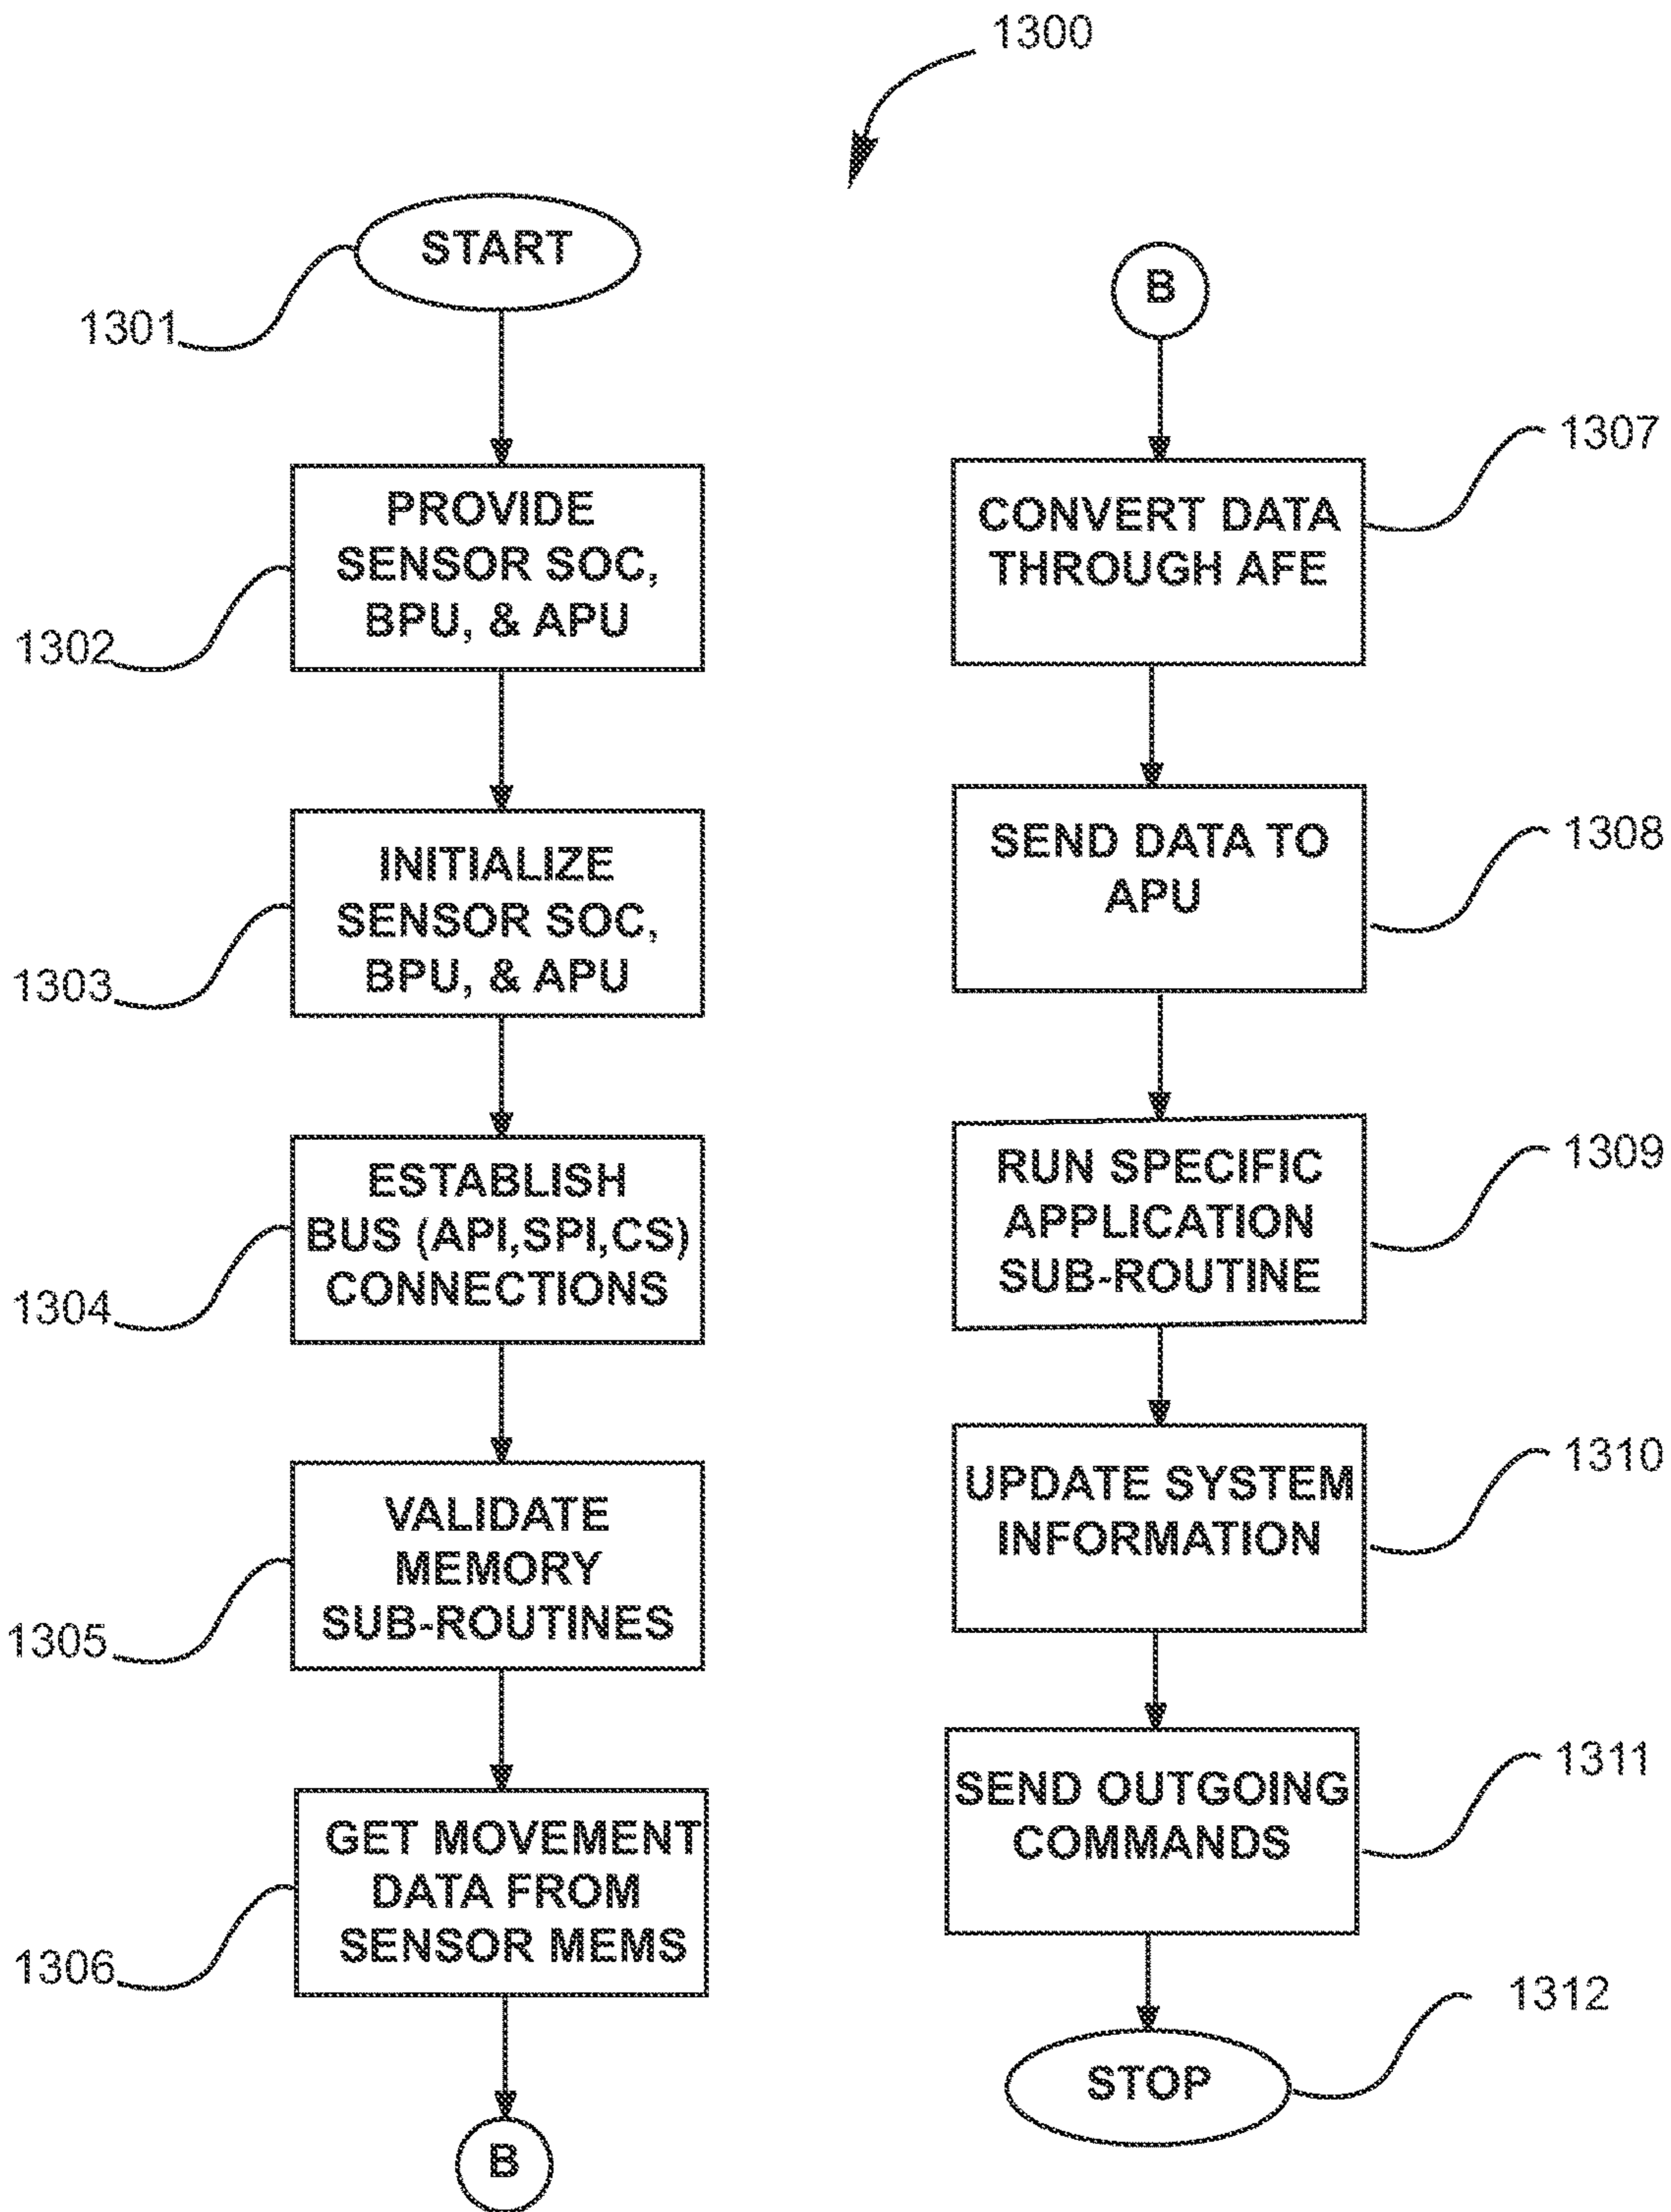 1300
START
1301
PROVIDE
SENSOR SOC,
BPU, & APU
1302
INITIALIZE
SENSOR SOC,
BPU, & APU
1303
ESTABLISH
BUS (API,SPI,CS)
CONNECTIONS
1304
VALIDATE
MEMORY
SUB-ROUTINES
1305
GET MOVEMENT
DATA FROM
SENSOR MEMS
1306
B
B
1307
CONVERT DATA
THROUGH AFE
1308
SEND DATA TO
APU
1309
RUN SPECIFIC
APPLICATION
SUB-ROUTINE
1310
UPDATE SYSTEM
INFORMATION
1311
SEND OUTGOING
COMMANDS
1312
STOP